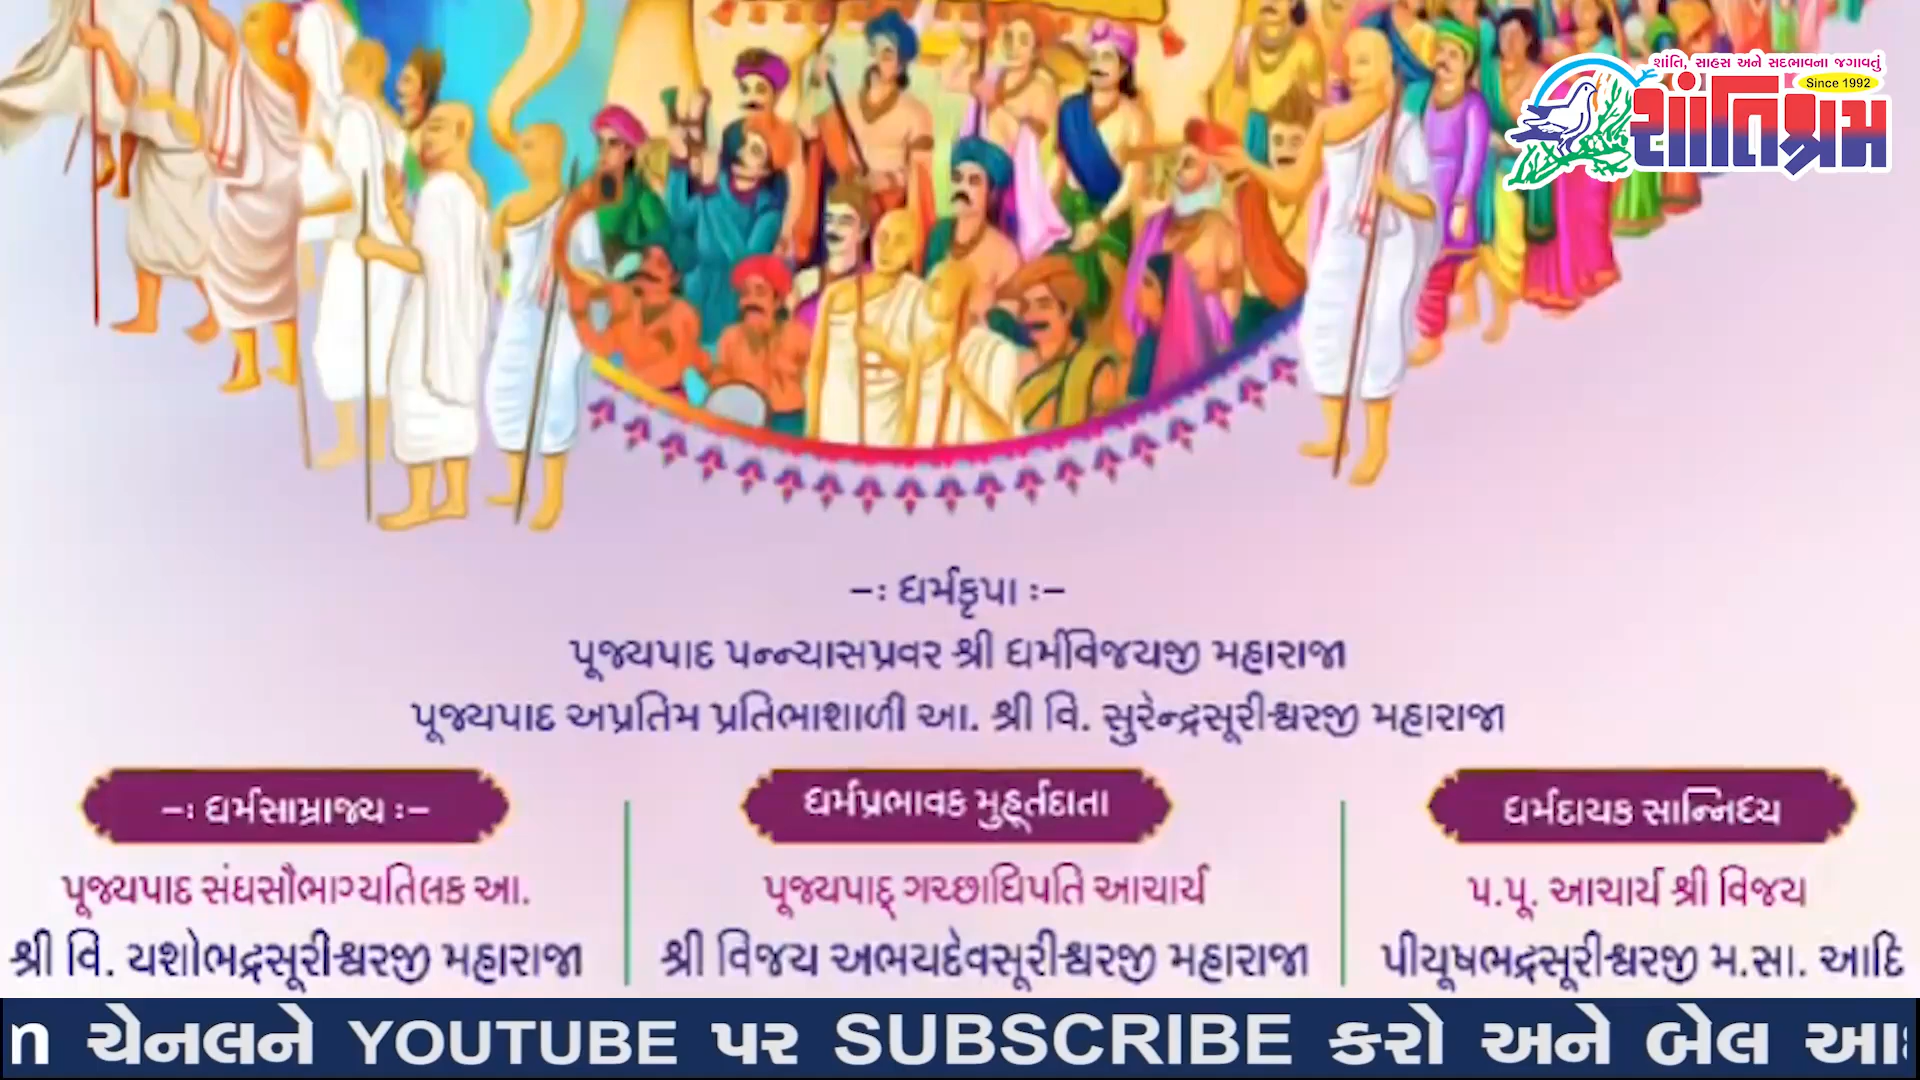 શાંતિ, સાહસ અને સદભાવના જગાવતું
Since 1992
શાંતિશ્રમ
-: ધર્મકૃપા :-
પૂજ્યપાદ પન્ન્યાસપ્રવર શ્રી ધર્મવિજયજી મહારાજા
પૂજ્યપાદ અપ્રતિમ પ્રતિભાશાળી આ. શ્રી વિ. સુરેન્દ્રસૂરીશ્વરજી મહારાજા
-: ધર્મસામ્રાજ્ય :-
પૂજ્યપાદ સંઘસૌભાગ્યતિલક આ.
શ્રી વિ. યશોભદ્રસૂરીશ્વરજી મહારાજા
ધર્મપ્રભાવક મુહૂર્તદાતા
પૂજ્યપાદ્ ગચ્છાધિપતિ આચાર્ય
શ્રી વિજય અભયદેવસૂરીશ્વરજી મહારાજા
ધર્મદાયક સાન્નિધ્ય
પ.પૂ. આચાર્ય શ્રી વિજય
પીયૂષભદ્રસૂરીશ્વરજી મ.સા. આદિ
n ચેનલને YOUTUBE પર SUBSCRIBE કરો અને બેલ આઇ